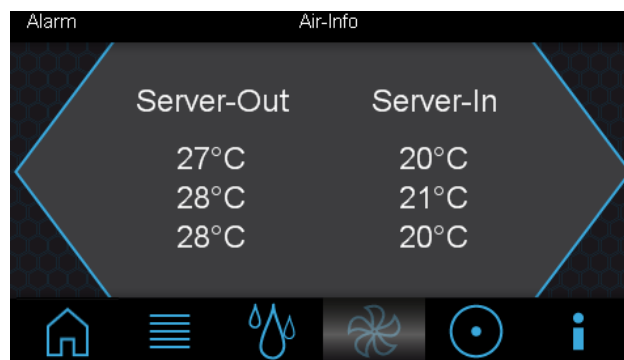 Alarm Air-Info
Server-Out Server-In
27°C 20°C
28°C 21°C
28°C 20°C